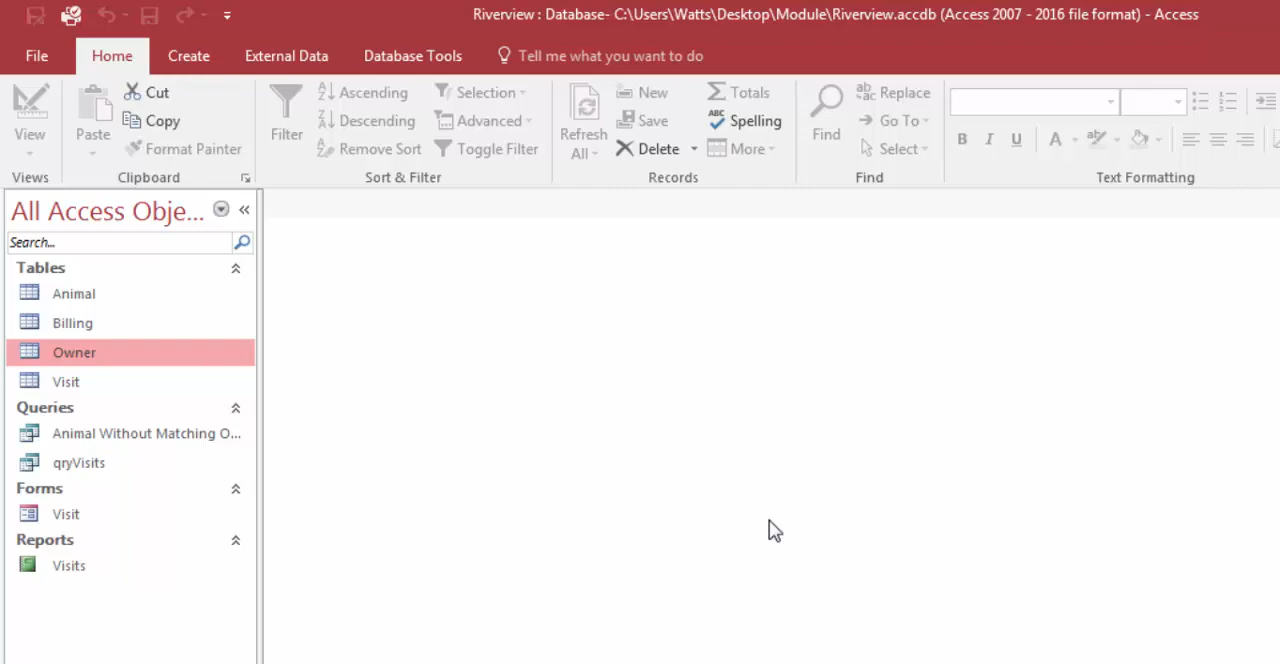 Riverview : Database- C:\Users\Watts\Desktop\Module\Riverview.accdb (Access 2007 - 2016 file format) - Access
File Home Create External Data Database Tools Tell me what you want to do
View
Views
Paste
Cut
Copy
Format Painter
Clipboard
Filter
Ascending
Descending
Remove Sort
Selection
Advanced
Toggle Filter
Sort & Filter
Refresh
All
New
Save
Delete
Totals
Spelling
More
Records
Find
Replace
Go To
Select
Find
B I U A
Text Formatting
All Access Obje...
Search...
Tables
Animal
Billing
Owner
Visit
Queries
Animal Without Matching O...
qryVisits
Forms
Visit
Reports
Visits